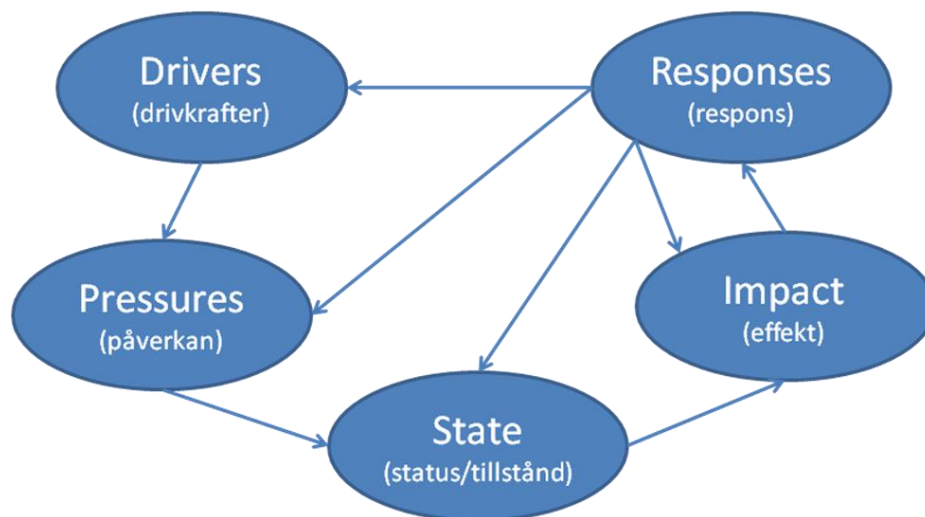 Drivers
(drivkrafter)
Responses
(respons)
Pressures
(påverkan)
Impact
(effekt)
State
(status/tillstånd)